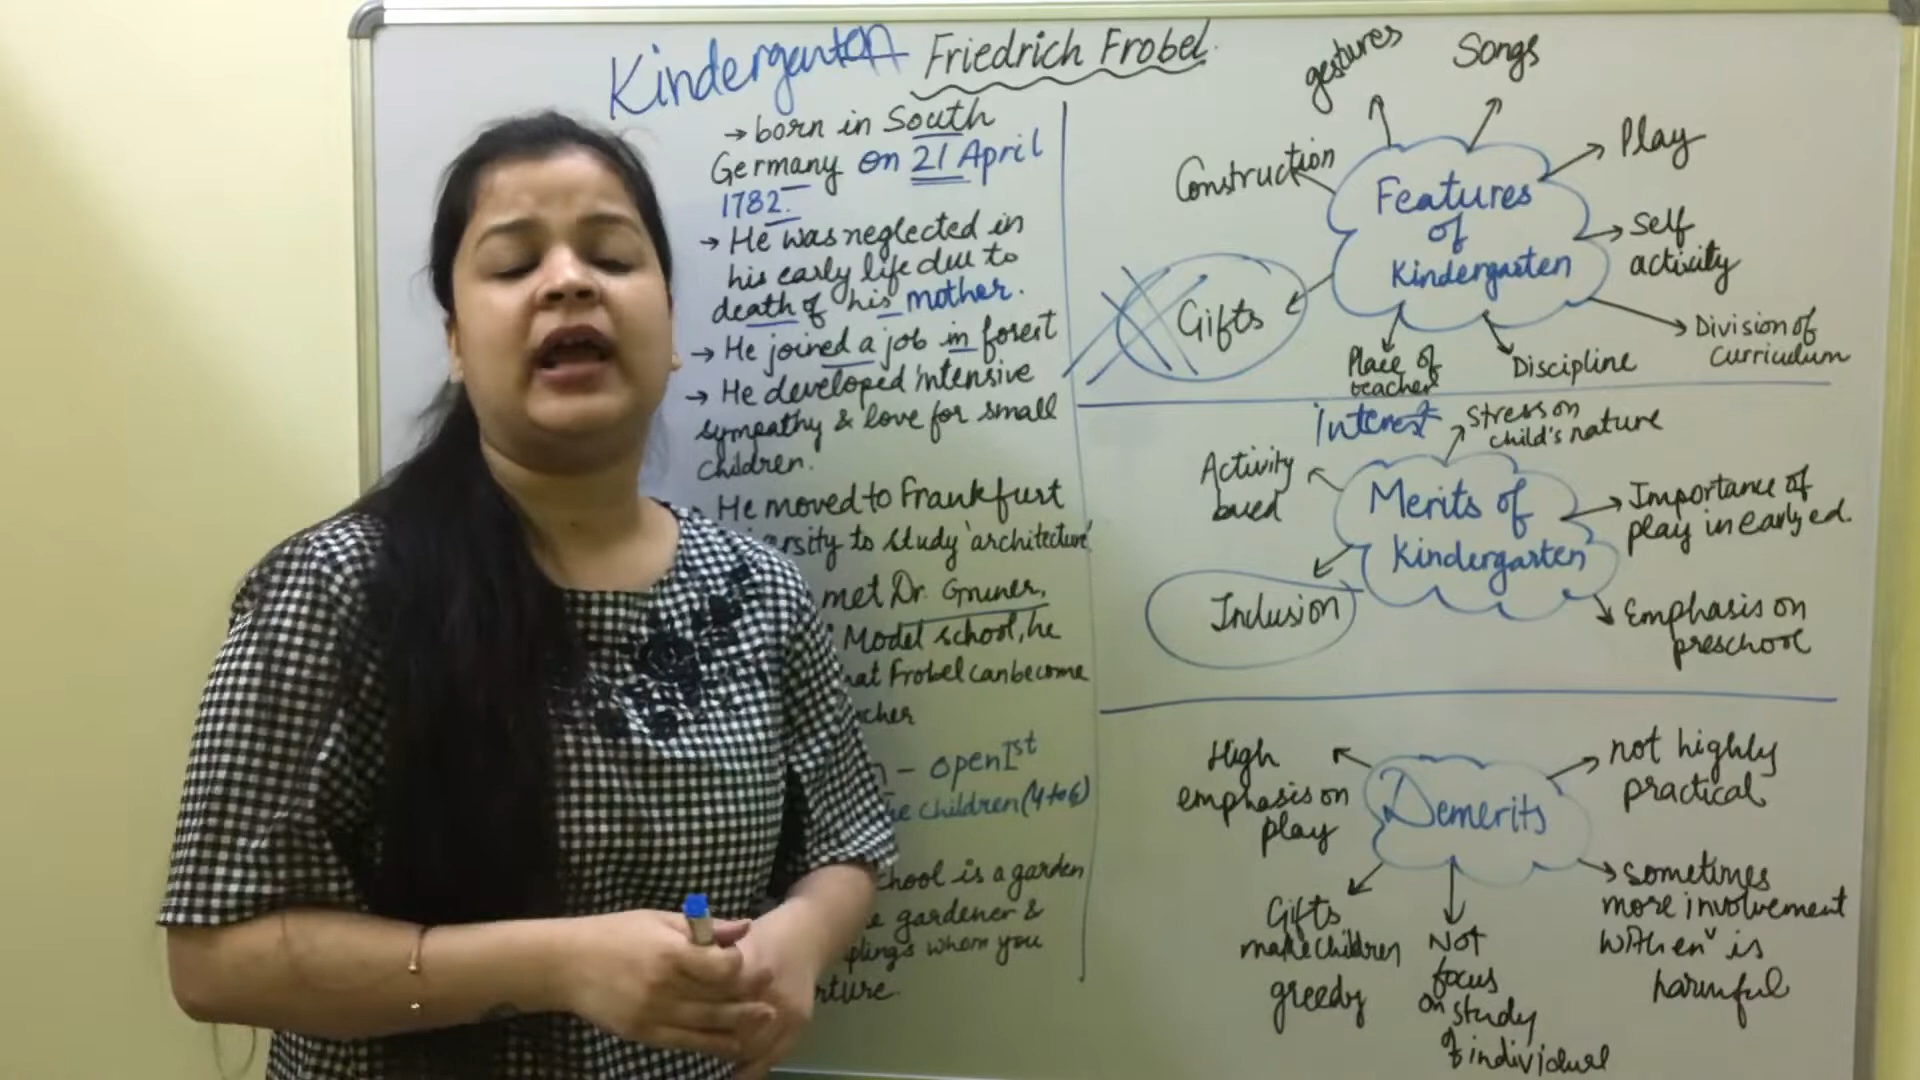 Kindergarten Friedrich Frobel.
→ born in South
Germany on 21 April
1782.
→ He was neglected in
his early life due to
death of his mother.
→ He joined a job in forest
→ He developed intensive
sympathy & love for small
children.
He moved to Frankfurt
to study 'architecture'.
met Dr. Gruner,
Model school, he
Frobel can become
– open Ist
children (4 to 6)
is a garden
gardener &
whom you
Features
of
Kindergarten
gestures
Songs
Play
Self
activity
Division of
curriculum
Discipline
Place of
teacher
Gifts
Construction
Merits of
Kindergarten
Interest
Stress on
child's nature
Importance of
play in early ed.
Emphasis on
preschool
Inclusion
Activity
based
Demerits
High
emphasis on
play
not highly
practical
Sometimes
more involvement
with env is
harmful
Not
focus
on study
of individual
Gifts
make children
greedy